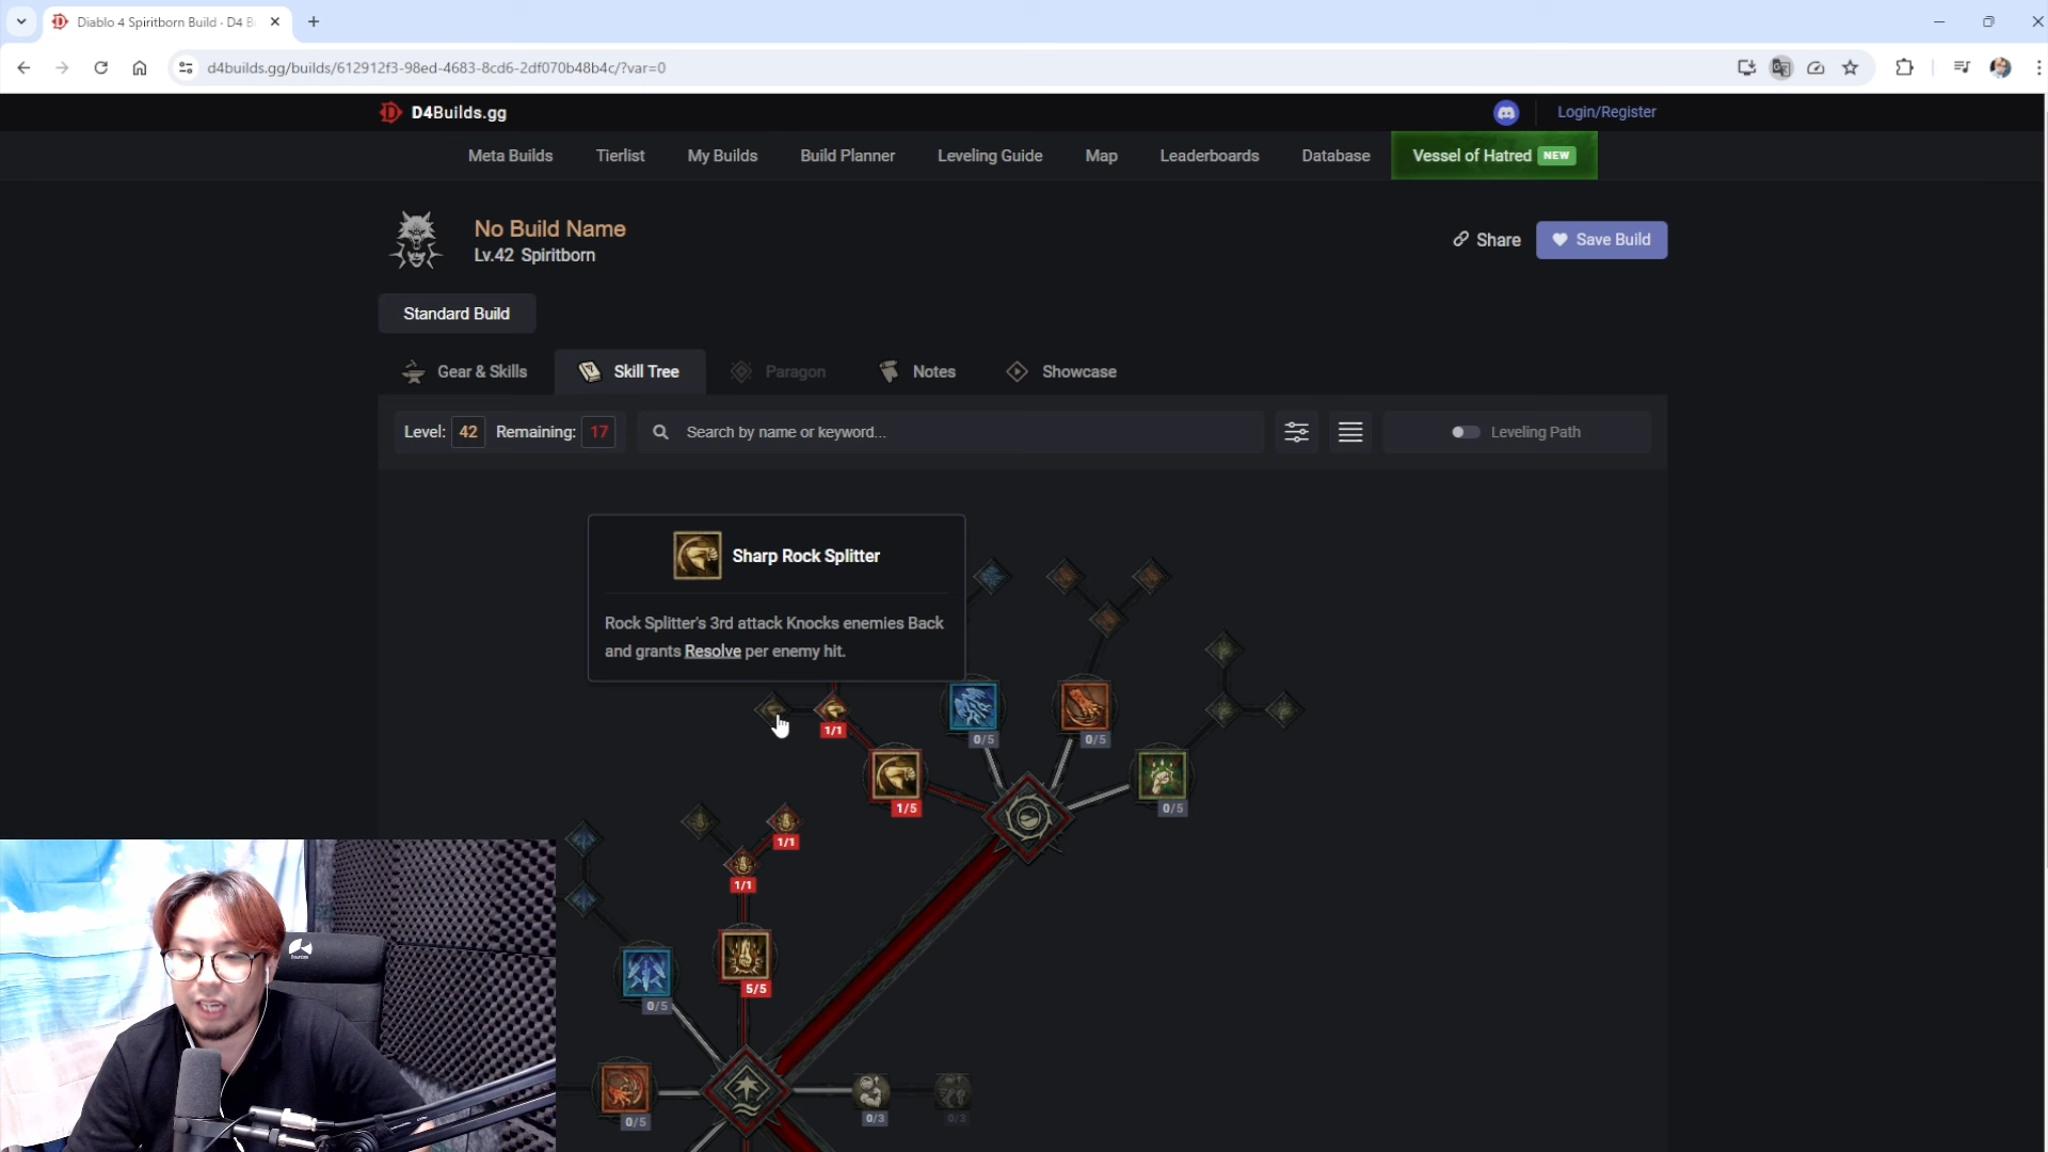 Diablo 4 Spiritborn Build - D4 B
d4builds.gg/builds/612912f3-98ed-4683-8cd6-2df070b48b4c/?var=0
D4Builds.gg
Login/Register
Meta Builds Tierlist My Builds Build Planner Leveling Guide Map Leaderboards Database Vessel of Hatred NEW
No Build Name
Lv.42 Spiritborn
Share Save Build
Standard Build
Gear & Skills Skill Tree Paragon Notes Showcase
Level: 42 Remaining: 17 Search by name or keyword... Leveling Path
Sharp Rock Splitter
Rock Splitter's 3rd attack Knocks enemies Back
and grants Resolve per enemy hit.
1/1 0/5 0/5
1/5 0/5
1/1
1/1
5/5
0/5
0/5 0/3 0/3